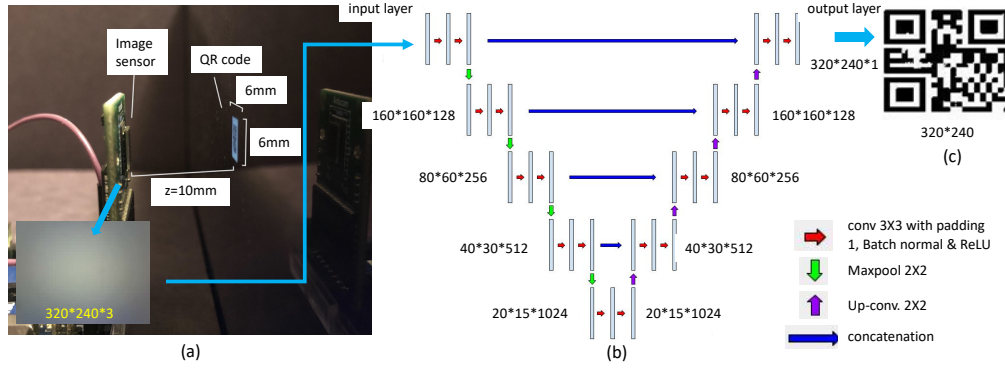 Image
sensor
QR code
6mm
6mm
z=10mm
320*240*3
(a)
input layer
160*160*128
80*60*256
40*30*512
20*15*1024
20*15*1024
40*30*512
80*60*256
160*160*128
320*240*1
(b)
output layer
320*240
(c)
conv 3X3 with padding
1, Batch normal & ReLU
Maxpool 2X2
Up-conv. 2X2
concatenation